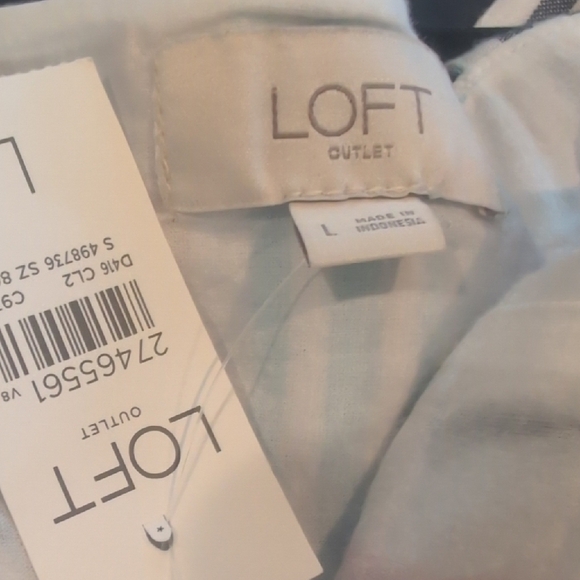 LOFT
OUTLET
L
MADE IN
INDONESIA
LOFT
OUTLET
27465561
D416 CL2
S 498736 SZ
L